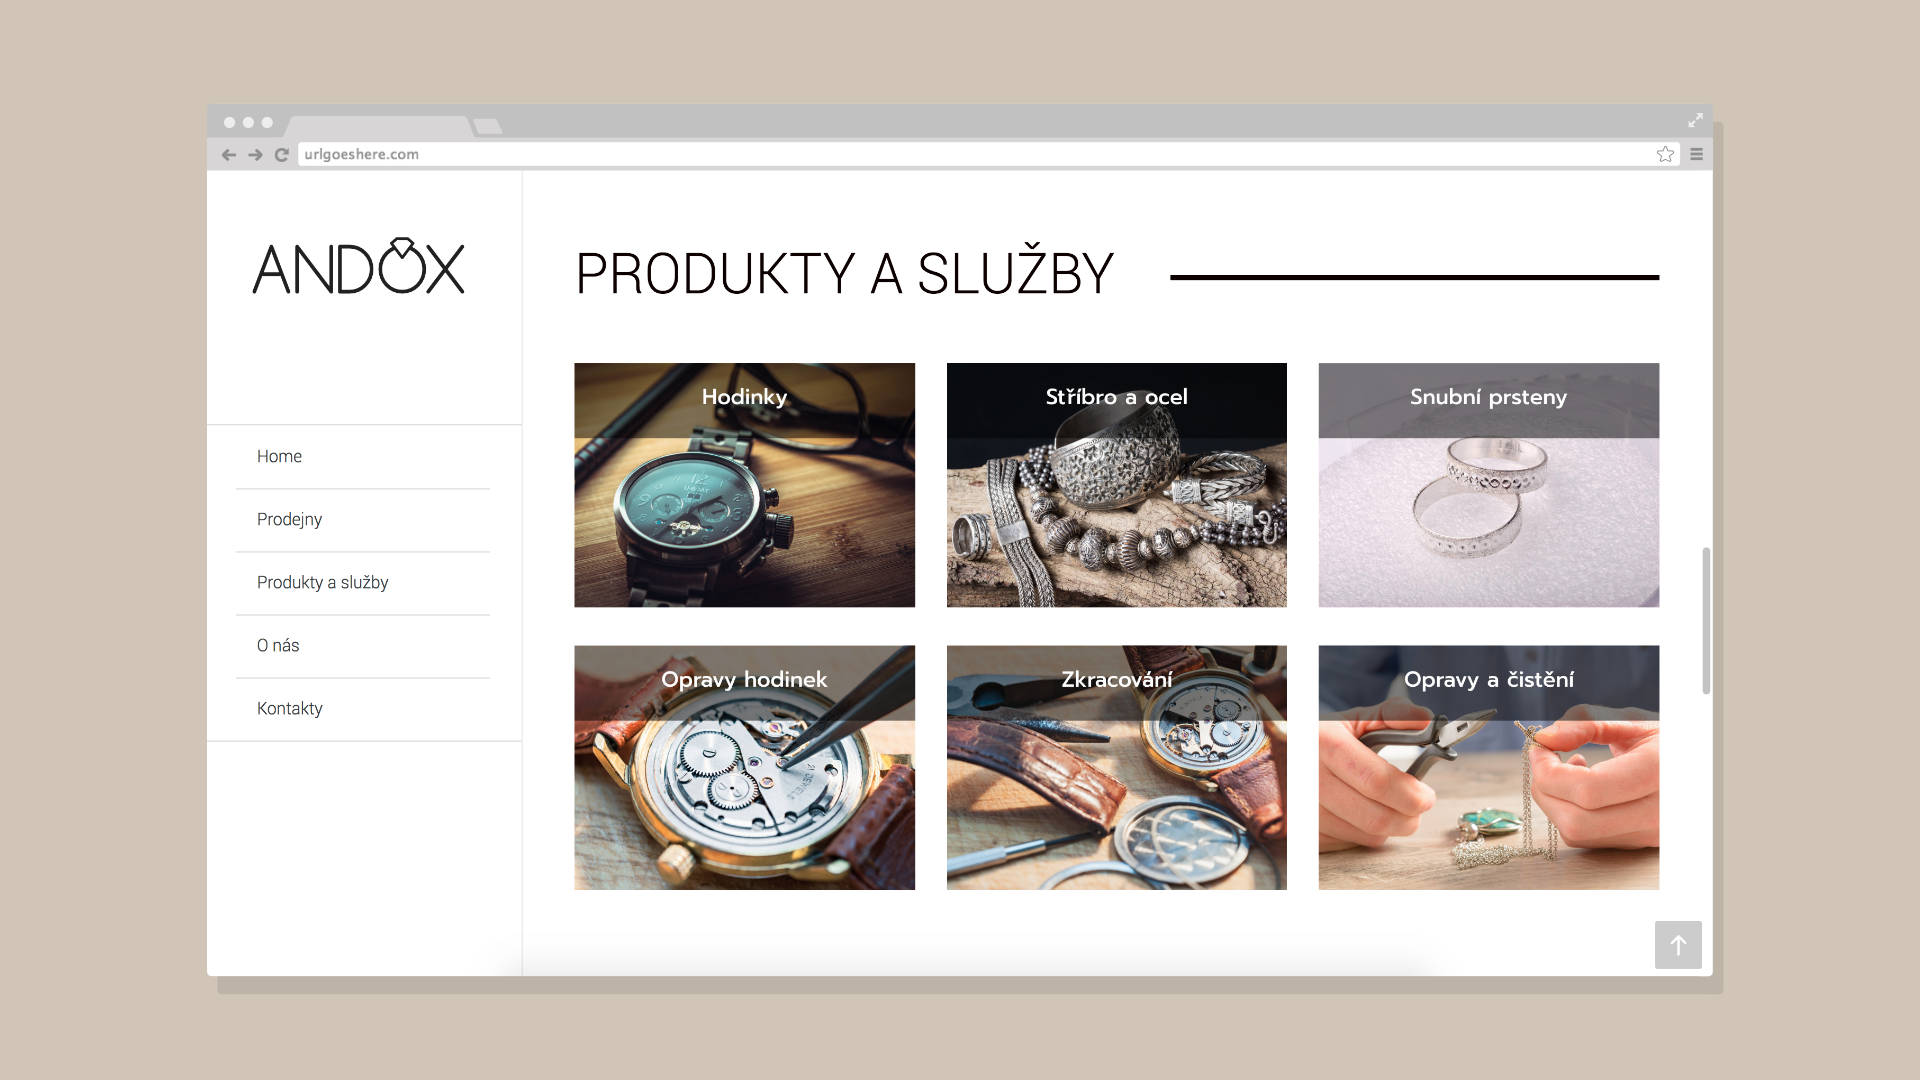 urlgoeshere.com
ANDOX
Home
Prodejny
Produkty a služby
O nás
Kontakty
PRODUKTY A SLUŽBY
Hodinky
Stříbro a ocel
Snubní prsteny
Opravy hodinek
Zkracování
Opravy a čistění